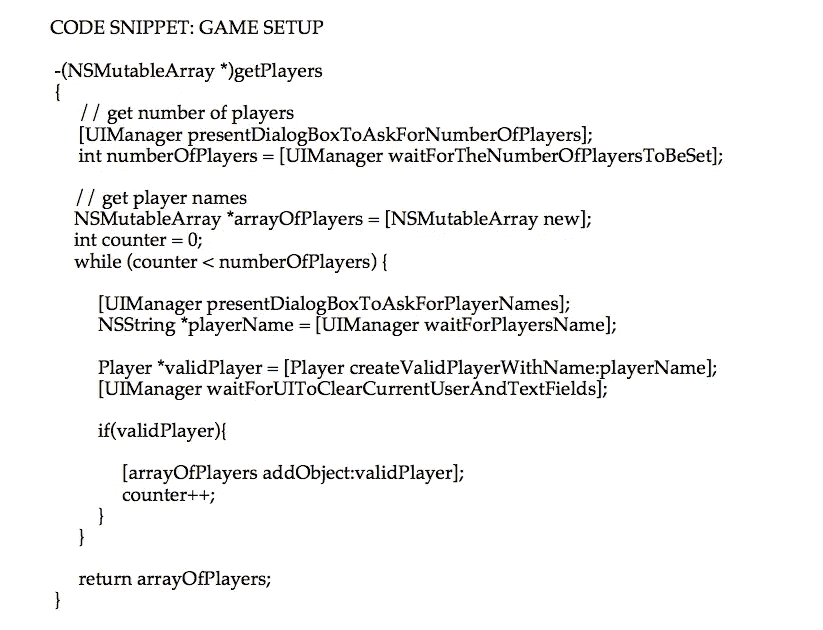 CODE SNIPPET: GAME SETUP
-(NSMutableArray *)getPlayers
{
// get number of players
[UIManager presentDialogBoxToAskForNumberOfPlayers];
int numberOfPlayers = [UIManager waitForTheNumberOfPlayersToBeSet];
// get player names
NSMutableArray *arrayOfPlayers = [NSMutableArray new];
int counter = 0;
while (counter < numberOfPlayers) {
[UIManager presentDialogBoxToAskForPlayerNames];
NSString *playerName = [UIManager waitForPlayersName];
Player *validPlayer = [Player createValidPlayerWithName:playerName];
[UIManager waitForUIToClearCurrentUserAndTextFields];
if(validPlayer){
[arrayOfPlayers addObject:validPlayer];
counter++;
}
}
return arrayOfPlayers;
}